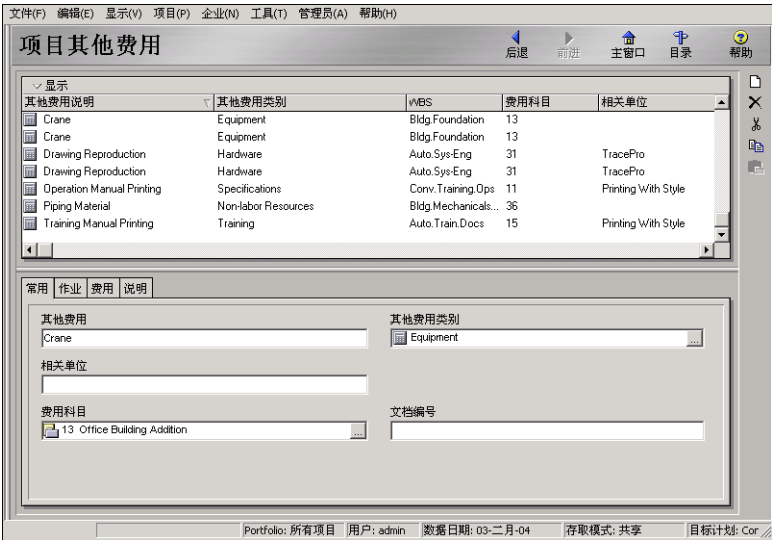 文件(F) 编辑(E) 显示(V) 项目(P) 企业(N) 工具(T) 管理员(A) 帮助(H)
项目其他费用 后退 前进 主窗口 目录 帮助
显示
其他费用说明 其他费用类别 WBS 费用科目 相关单位
Crane Equipment Bldg.Foundation 13
Crane Equipment Bldg.Foundation 13
Drawing Reproduction Hardware Auto.Sys-Eng 31 TracePro
Drawing Reproduction Hardware Auto.Sys-Eng 31 TracePro
Operation Manual Printing Specifications Conv.Training.Ops 11 Printing With Style
Piping Material Non-labor Resources Bldg.Mechanicals... 36
Training Manual Printing Training Auto.Train.Docs 15 Printing With Style
常用 作业 费用 说明
其他费用 其他费用类别
Crane Equipment ...
相关单位
费用科目 文档编号
13 Office Building Addition ...
Portfolio: 所有项目 用户: admin 数据日期: 03-二月-04 存取模式: 共享 目标计划: Cor